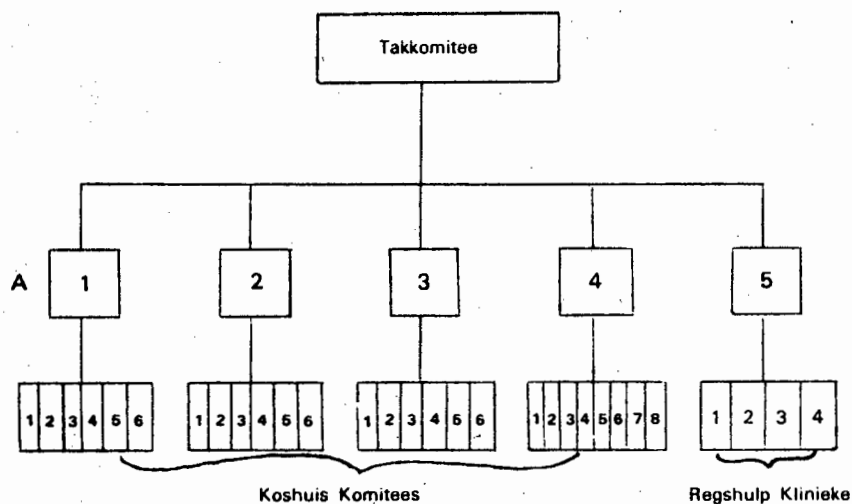 Takkomitee
A 1 2 3 4 5
1 2 3 4 5 6 1 2 3 4 5 6 1 2 3 4 5 6 1 2 3 4 5 6 7 8 1 2 3 4
Koshuis Komitees Regshulp Klinieke